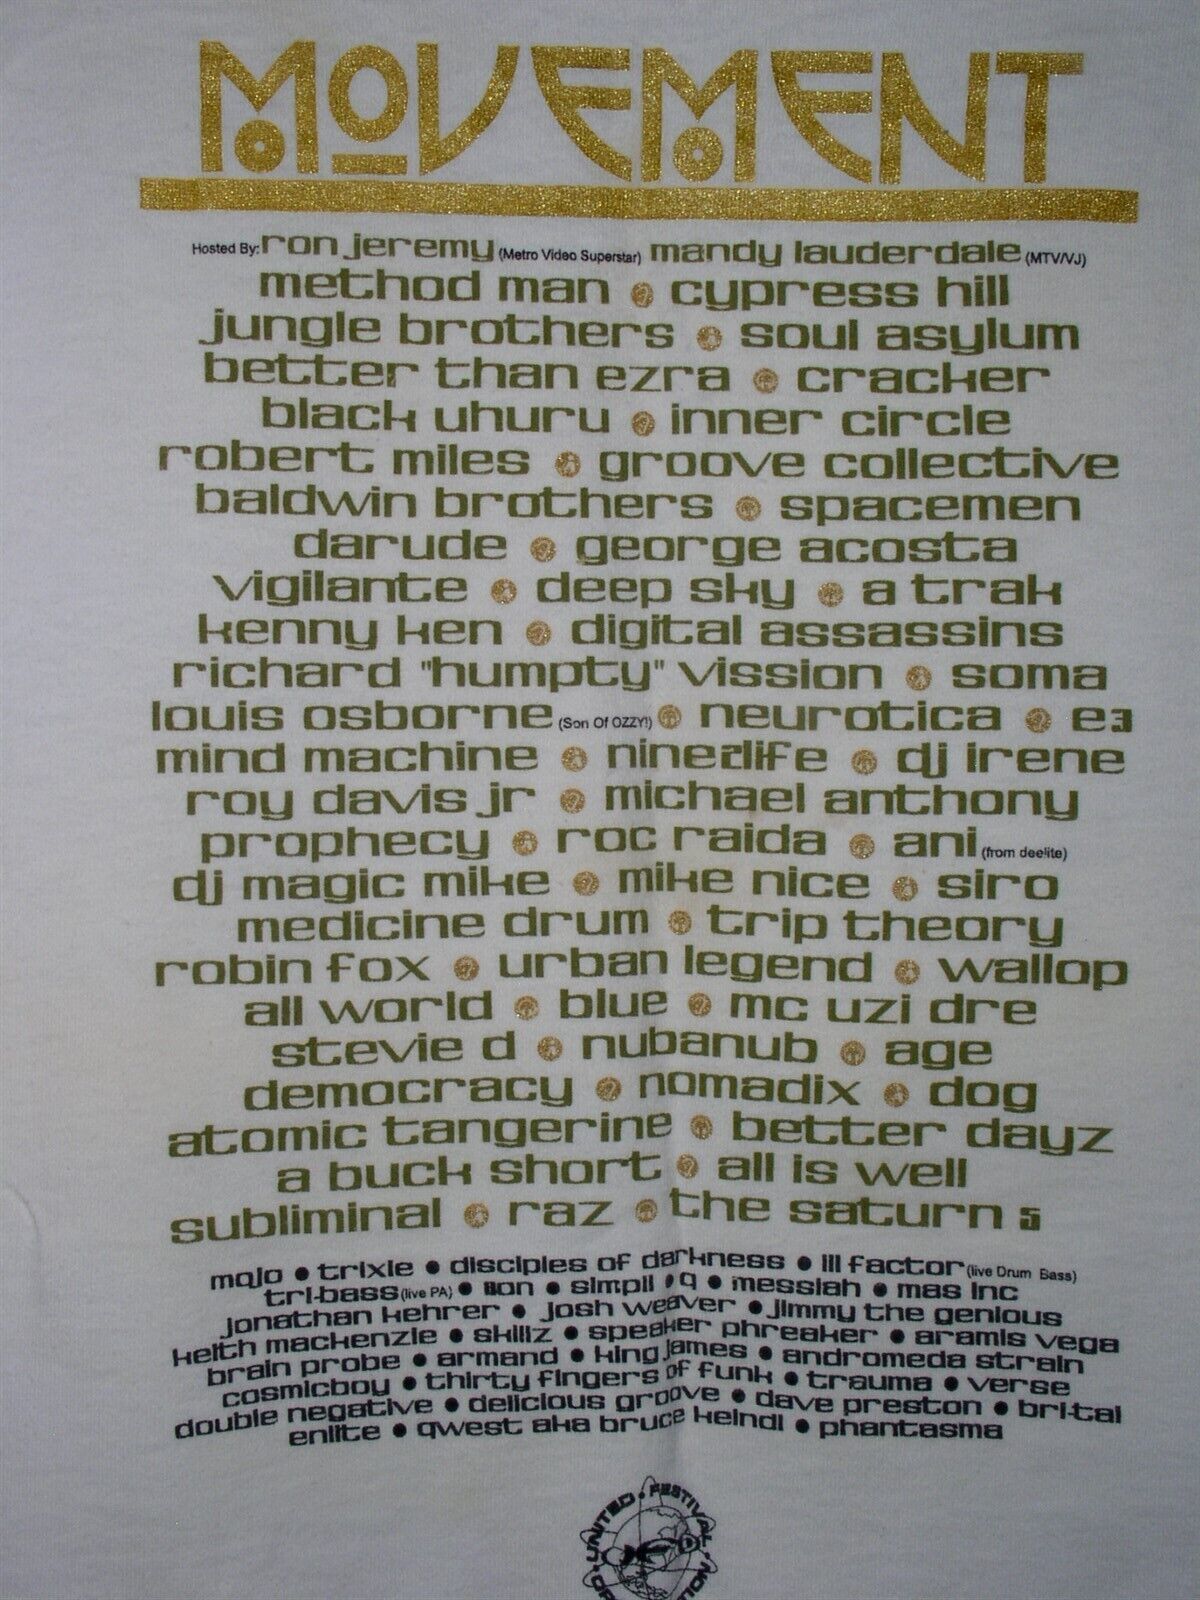 MOVEMENT
Hosted By: ron jeremy (Metro Video Superstar) mandy lauderdale (MTV/VJ)
method man cypress hill
jungle brothers soul asylum
better than ezra cracker
black uhuru inner circle
robert miles groove collective
baldwin brothers spacemen
darude george acosta
vigilante deep sky a trak
kenny ken digital assassins
richard "humpty" vission soma
louis osborne (Son Of OZZY!) neurotica e3
mind machine nine2life dj irene
roy davis jr michael anthony
prophecy roc raida ani (from deelite)
dj magic mike mike nice siro
medicine drum trip theory
robin fox urban legend wallop
all world blue mc uzi dre
stevie d nubanub age
democracy nomadix dog
atomic tangerine better dayz
a buck short all is well
subliminal raz the saturn 5
mojo • trixie • disciples of darkness • ill factor (live Drum Bass)
tri-bass (live PA) • • simpli • q • messiah • mas inc
jonathan kehrer • josh weaver • jimmy the genious
keith mackenzie • skillz • speaker phreaker • aramis vega
brain probe • armand • king james • andromeda strain
cosmicboy • thirty fingers of funk • trauma • verse
double negative • delicious groove • dave preston • bri-tal
enlite • qwest aka bruce keindl • phantasma
UNITED • FESTIVAL